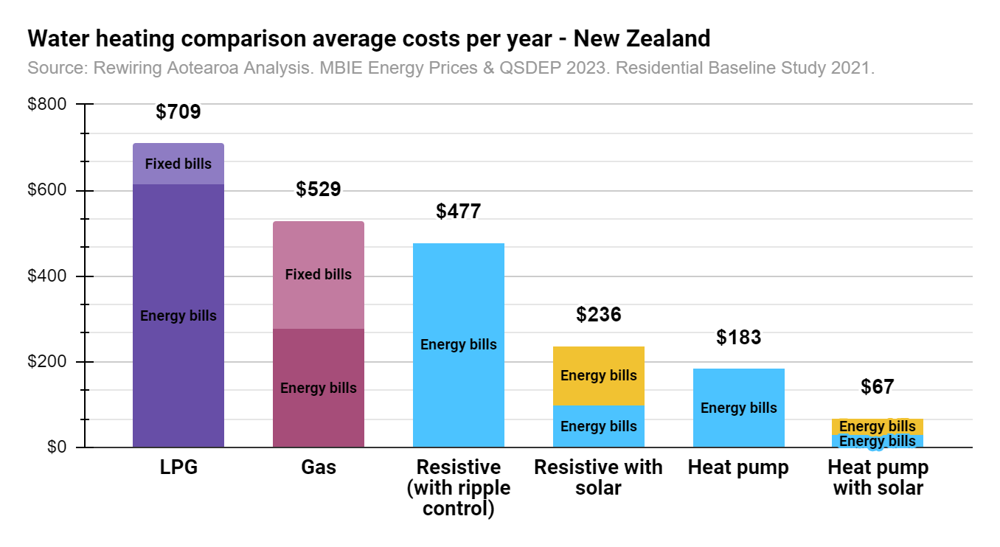 Water heating comparison average costs per year - New Zealand
Source: Rewiring Aotearoa Analysis. MBIE Energy Prices & QSDEP 2023. Residential Baseline Study 2021.
$800
$709
Fixed bills
$600
$529
$477
Fixed bills
$400
Energy bills
Energy bills
$236
$183
$200
Energy bills
Energy bills
$67
Energy bills
Energy bills
Energy bills
Energy bills
$0
LPG
Gas
Resistive
(with ripple
control)
Resistive with
solar
Heat pump
Heat pump
with solar
Energy bills